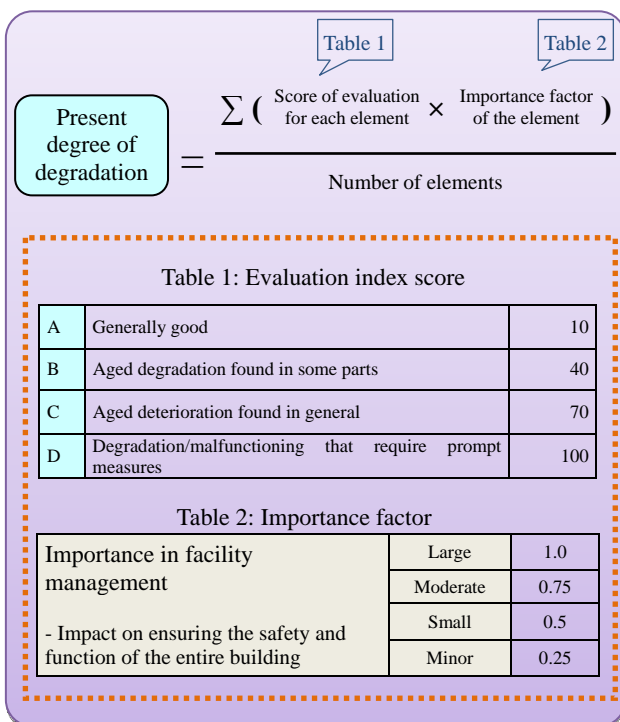 Table 1
Table 2
Present
degree of
degradation
=
∑ ( Score of evaluation
for each element × Importance factor
of the element )
Number of elements
Table 1: Evaluation index score
A Generally good 10
B Aged degradation found in some parts 40
C Aged deterioration found in general 70
D Degradation/malfunctioning that require prompt
measures 100
Table 2: Importance factor
Importance in facility
management
- Impact on ensuring the safety and
function of the entire building
Large 1.0
Moderate 0.75
Small 0.5
Minor 0.25